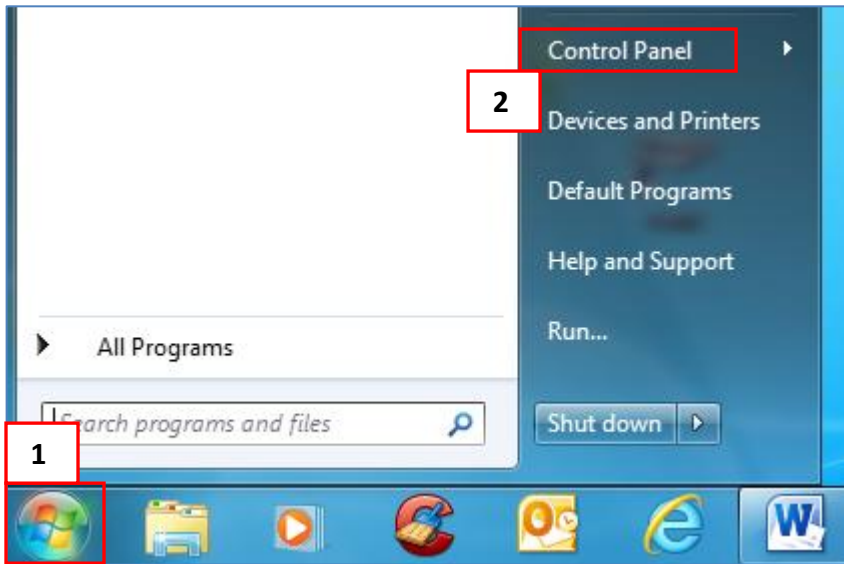 Control Panel
2
Devices and Printers
Default Programs
Help and Support
All Programs
Run...
Search programs and files
Shut down
1